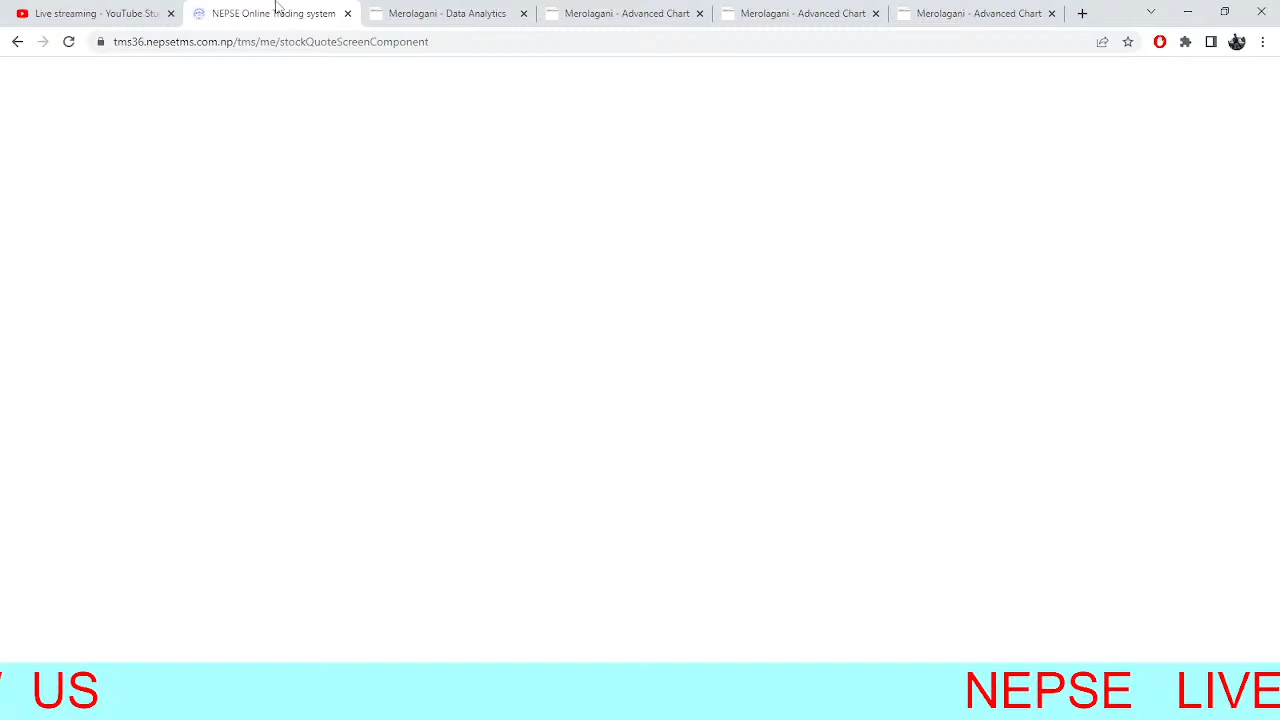 Live streaming - YouTube Stu
NEPSE Online Trading system
Merolagani - Data Analytics
Merolagani - Advanced Chart
Merolagani - Advanced Chart
Merolagani - Advanced Chart
tms36.nepsetms.com.np/tms/me/stockQuoteScreenComponent
US NEPSE LIVE